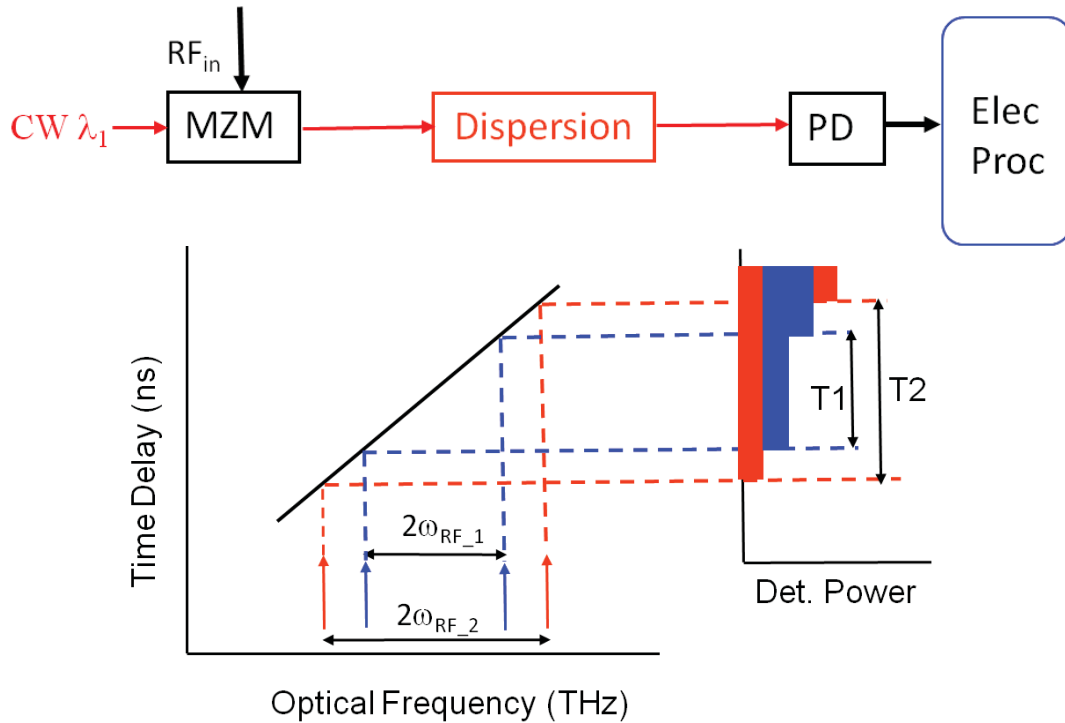 RFin
CW λ1
MZM
Dispersion
PD
Elec
Proc
Time Delay (ns)
T1
T2
2ωRF_1
2ωRF_2
Det. Power
Optical Frequency (THz)